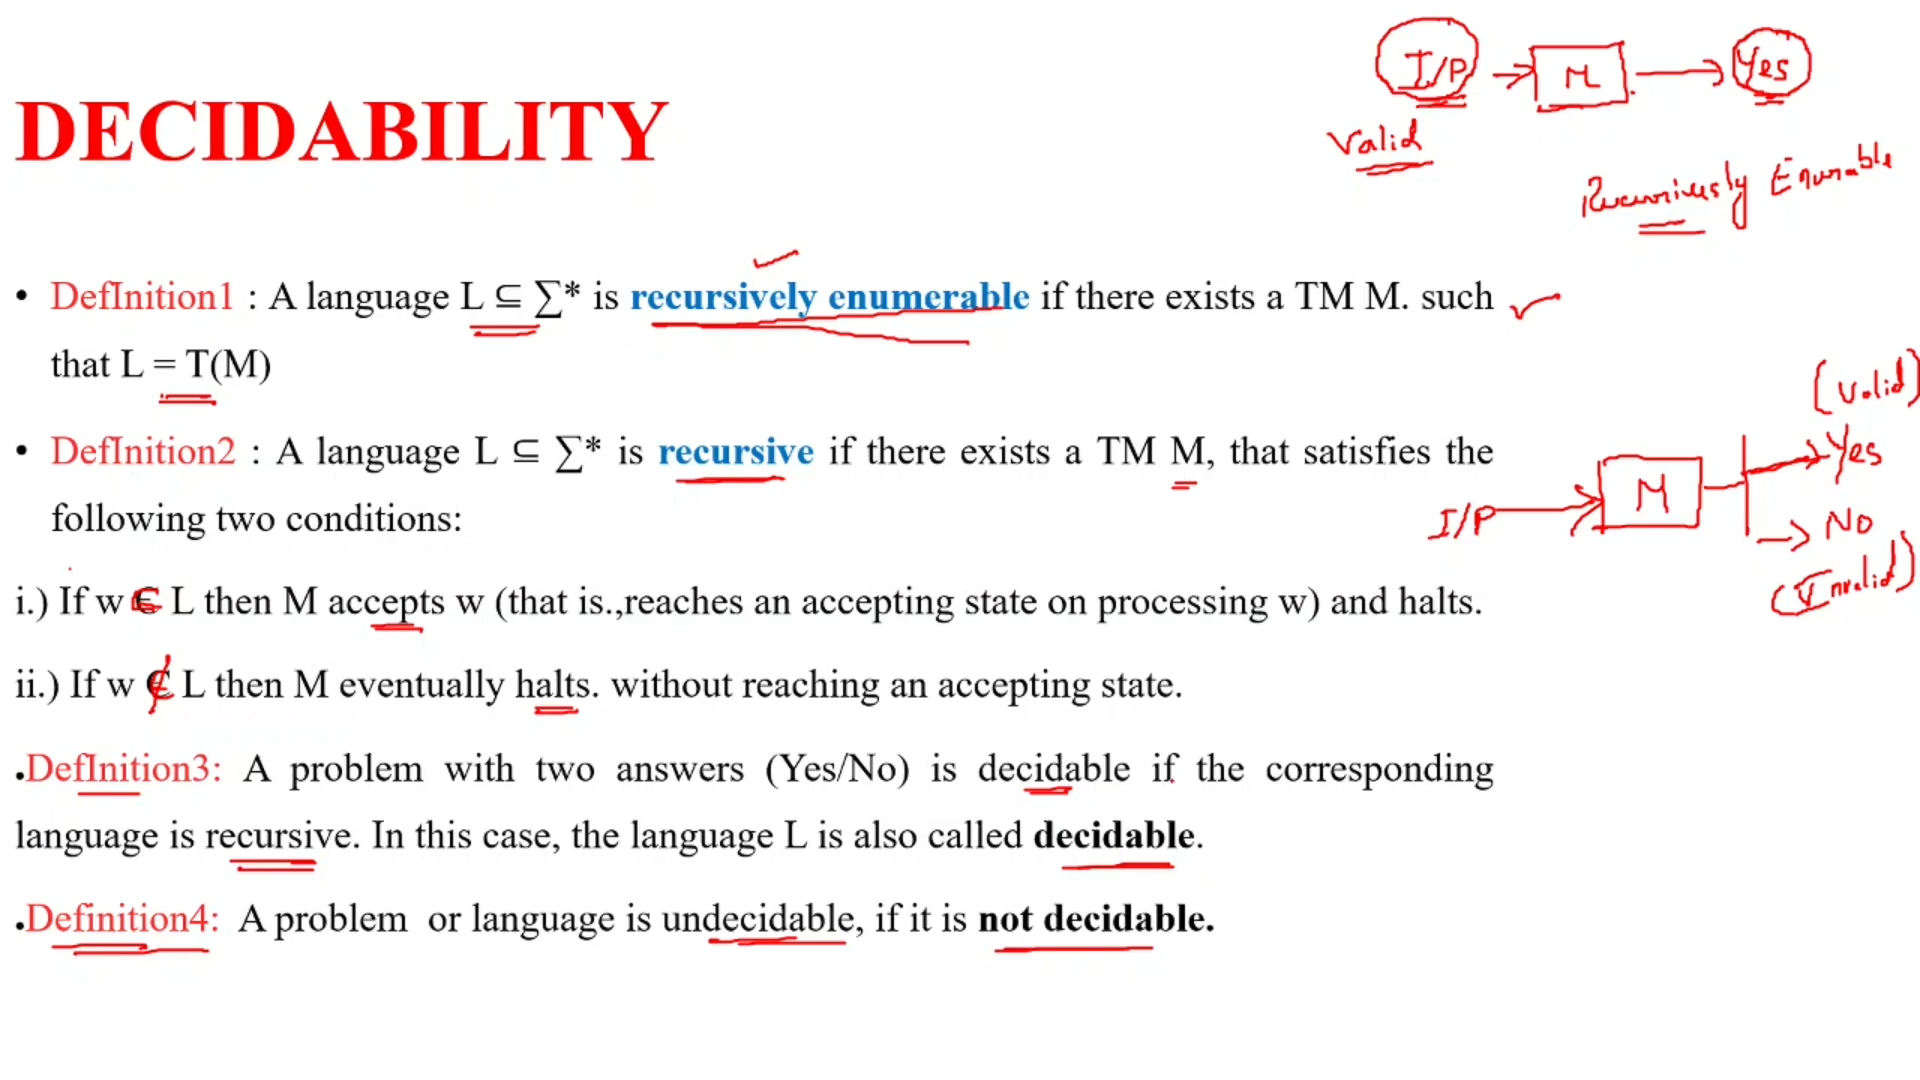 I/P M Yes
DECIDABILITY
Valid
Recursively Enurable
• DefInition1 : A language L ⊆ ∑* is recursively enumerable if there exists a TM M. such
that L = T(M)
(Valid)
• DefInition2 : A language L ⊆ ∑* is recursive if there exists a TM M, that satisfies the
Yes
I/P M
following two conditions:
No
(Invalid)
i.) If w ∈ L then M accepts w (that is.,reaches an accepting state on processing w) and halts.
ii.) If w ∉ L then M eventually halts. without reaching an accepting state.
.DefInition3: A problem with two answers (Yes/No) is decidable if the corresponding
language is recursive. In this case, the language L is also called decidable.
.Definition4: A problem or language is undecidable, if it is not decidable.